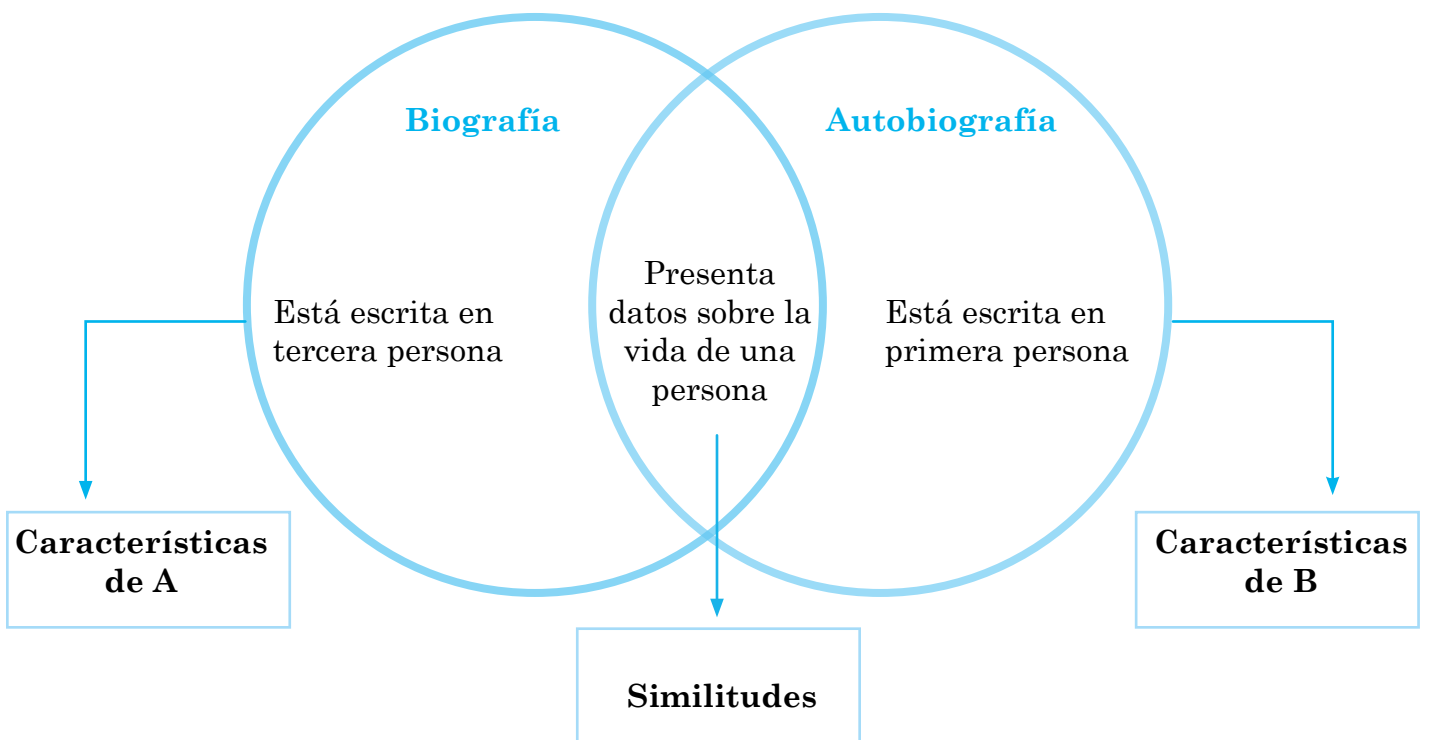 Biografía
Autobiografía
Está escrita en
tercera persona
Presenta
datos sobre la
vida de una
persona
Está escrita en
primera persona
Características
de A
Similitudes
Características
de B